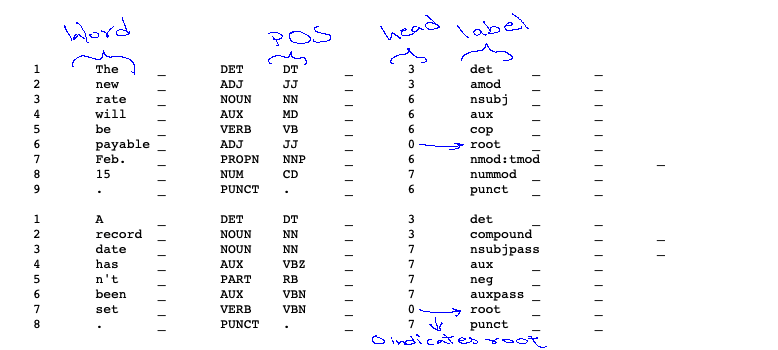 Word POS head label
1 The _ DET DT _ 3 det _ _
2 new _ ADJ JJ _ 3 amod _ _
3 rate _ NOUN NN _ 6 nsubj _ _
4 will _ AUX MD _ 6 aux _ _
5 be _ VERB VB _ 6 cop _ _
6 payable _ ADJ JJ _ 0 root _ _
7 Feb. _ PROPN NNP _ 6 nmod:tmod _ _
8 15 _ NUM CD _ 7 nummod _ _
9 . _ PUNCT . _ 6 punct _ _
1 A _ DET DT _ 3 det _ _
2 record _ NOUN NN _ 3 compound _ _
3 date _ NOUN NN _ 7 nsubjpass _ _
4 has _ AUX VBZ _ 7 aux _ _
5 n't _ PART RB _ 7 neg _ _
6 been _ AUX VBN _ 7 auxpass _ _
7 set _ VERB VBN _ 0 root _ _
8 . _ PUNCT . _ 7 punct _ _
0 indicates root